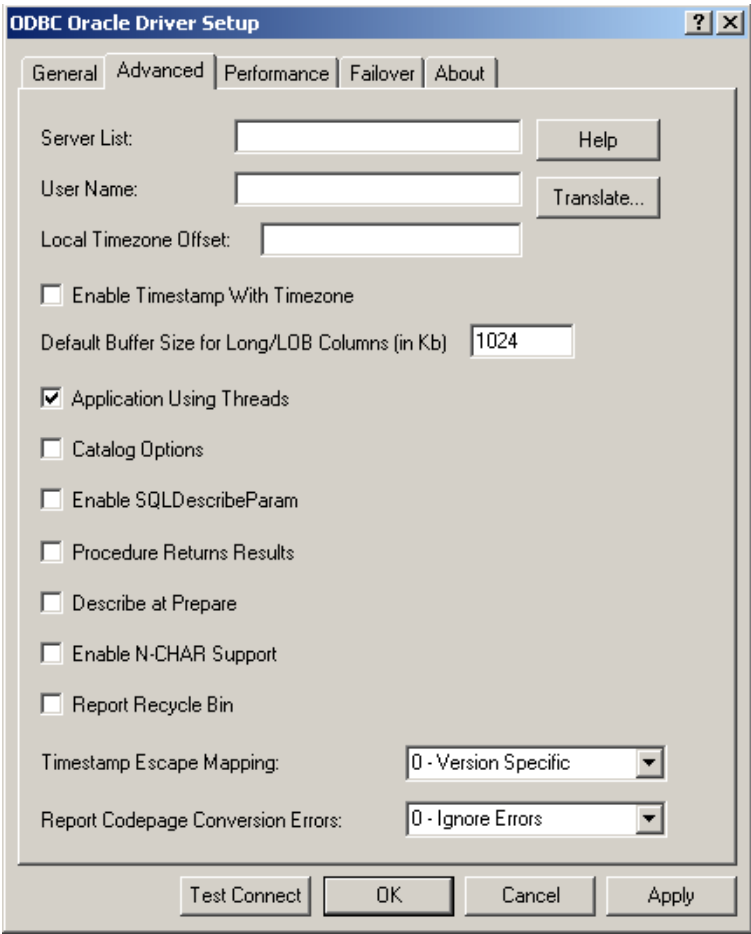 ODBC Oracle Driver Setup
General Advanced Performance Failover About
Server List: Help
User Name: Translate...
Local Timezone Offset:
Enable Timestamp With Timezone
Default Buffer Size for Long/LOB Columns (in Kb) 1024
Application Using Threads
Catalog Options
Enable SQLDescribeParam
Procedure Returns Results
Describe at Prepare
Enable N-CHAR Support
Report Recycle Bin
Timestamp Escape Mapping: 0 - Version Specific
Report Codepage Conversion Errors: 0 - Ignore Errors
Test Connect OK Cancel Apply